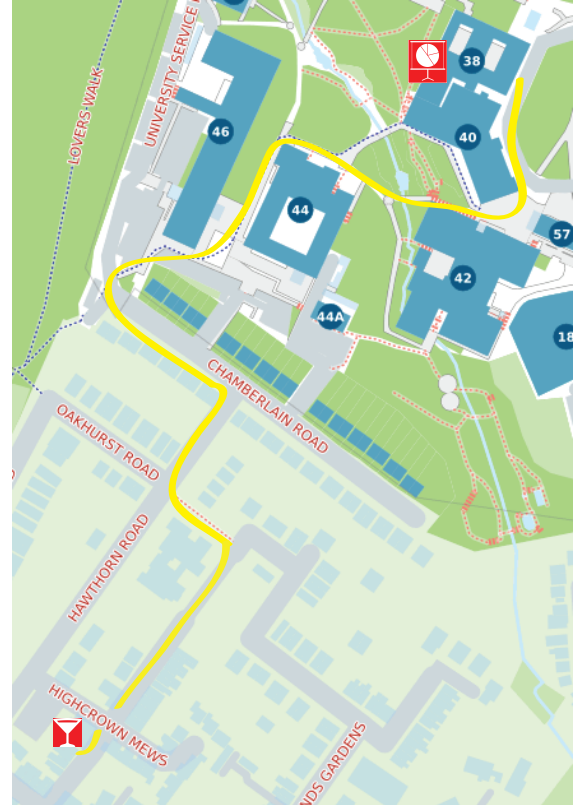 UNIVERSITY SERVICE
LOVERS WALK
38
40
46
44
57
42
44A
18
CHAMBERLAIN ROAD
OAKHURST ROAD
HAWTHORN ROAD
HIGHCROWN MEWS
NDS GARDENS